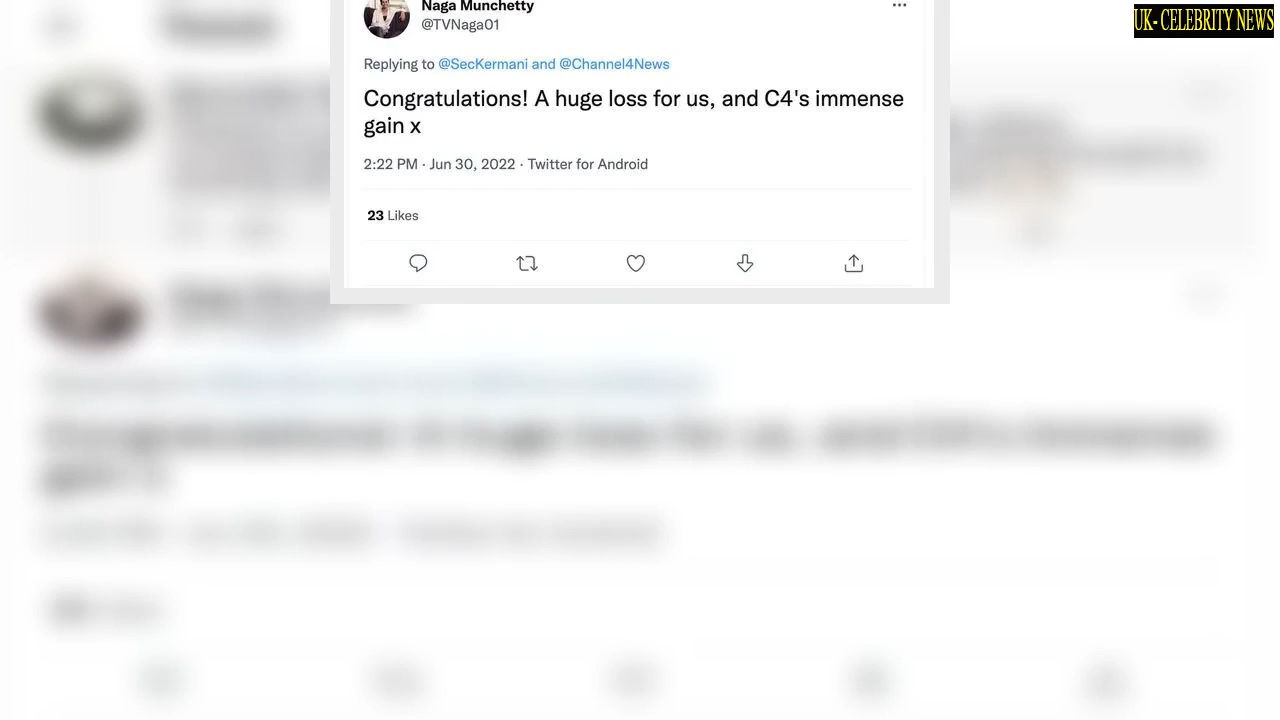 UK- CELEBRITY NEWS
Naga Munchetty
@TVNaga01
Replying to @SecKermani and @Channel4News
Congratulations! A huge loss for us, and C4's immense
gain x
2:22 PM · Jun 30, 2022 · Twitter for Android
23 Likes